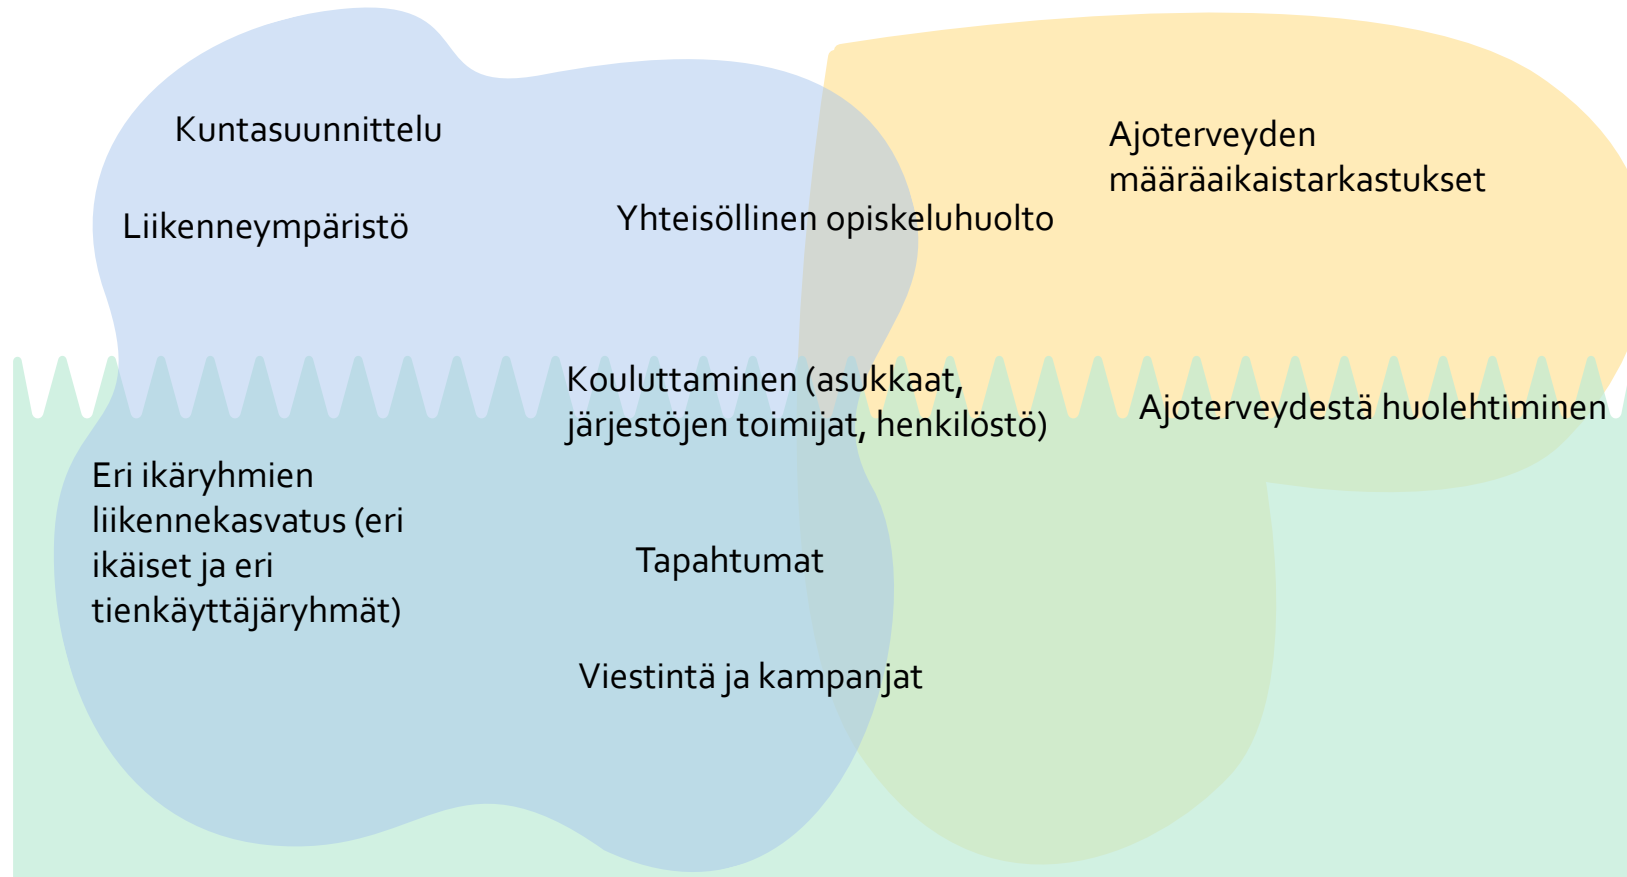 Kuntasuunnittelu
Liikenneympäristö
Yhteisöllinen opiskeluhuolto
Ajoterveyden
määräaikaistarkastukset
Kouluttaminen (asukkaat,
järjestöjen toimijat, henkilöstö)
Ajoterveydestä huolehtiminen
Eri ikäryhmien
liikennekasvatus (eri
ikäiset ja eri
tienkäyttäjäryhmät)
Tapahtumat
Viestintä ja kampanjat